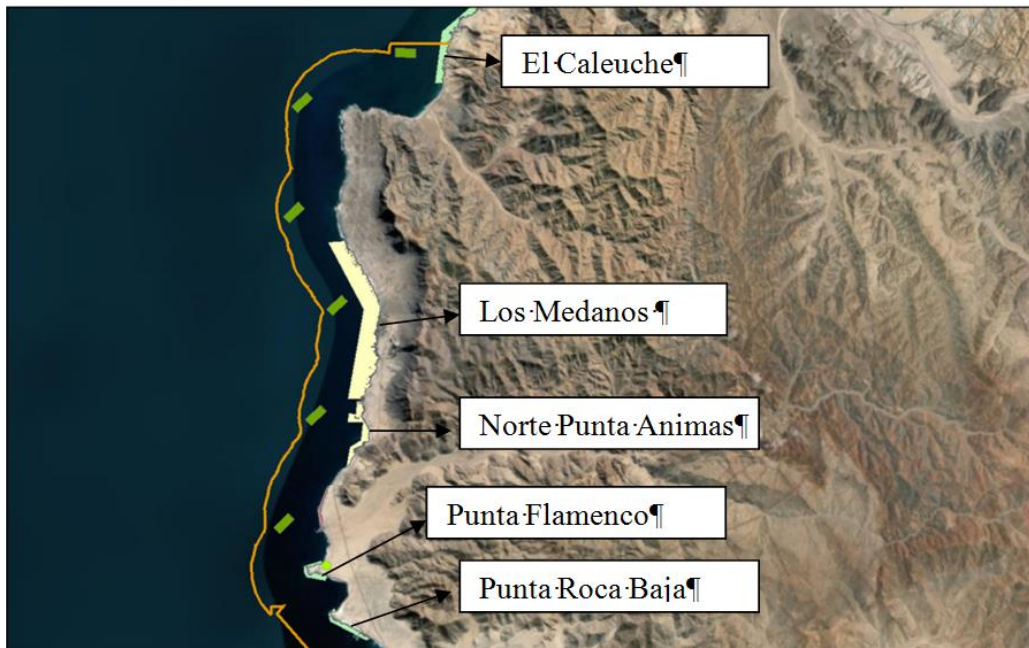 El·Caleuche¶
Los·Medanos·¶
Norte·Punta·Animas¶
Punta·Flamenco¶
Punta·Roca·Baja¶